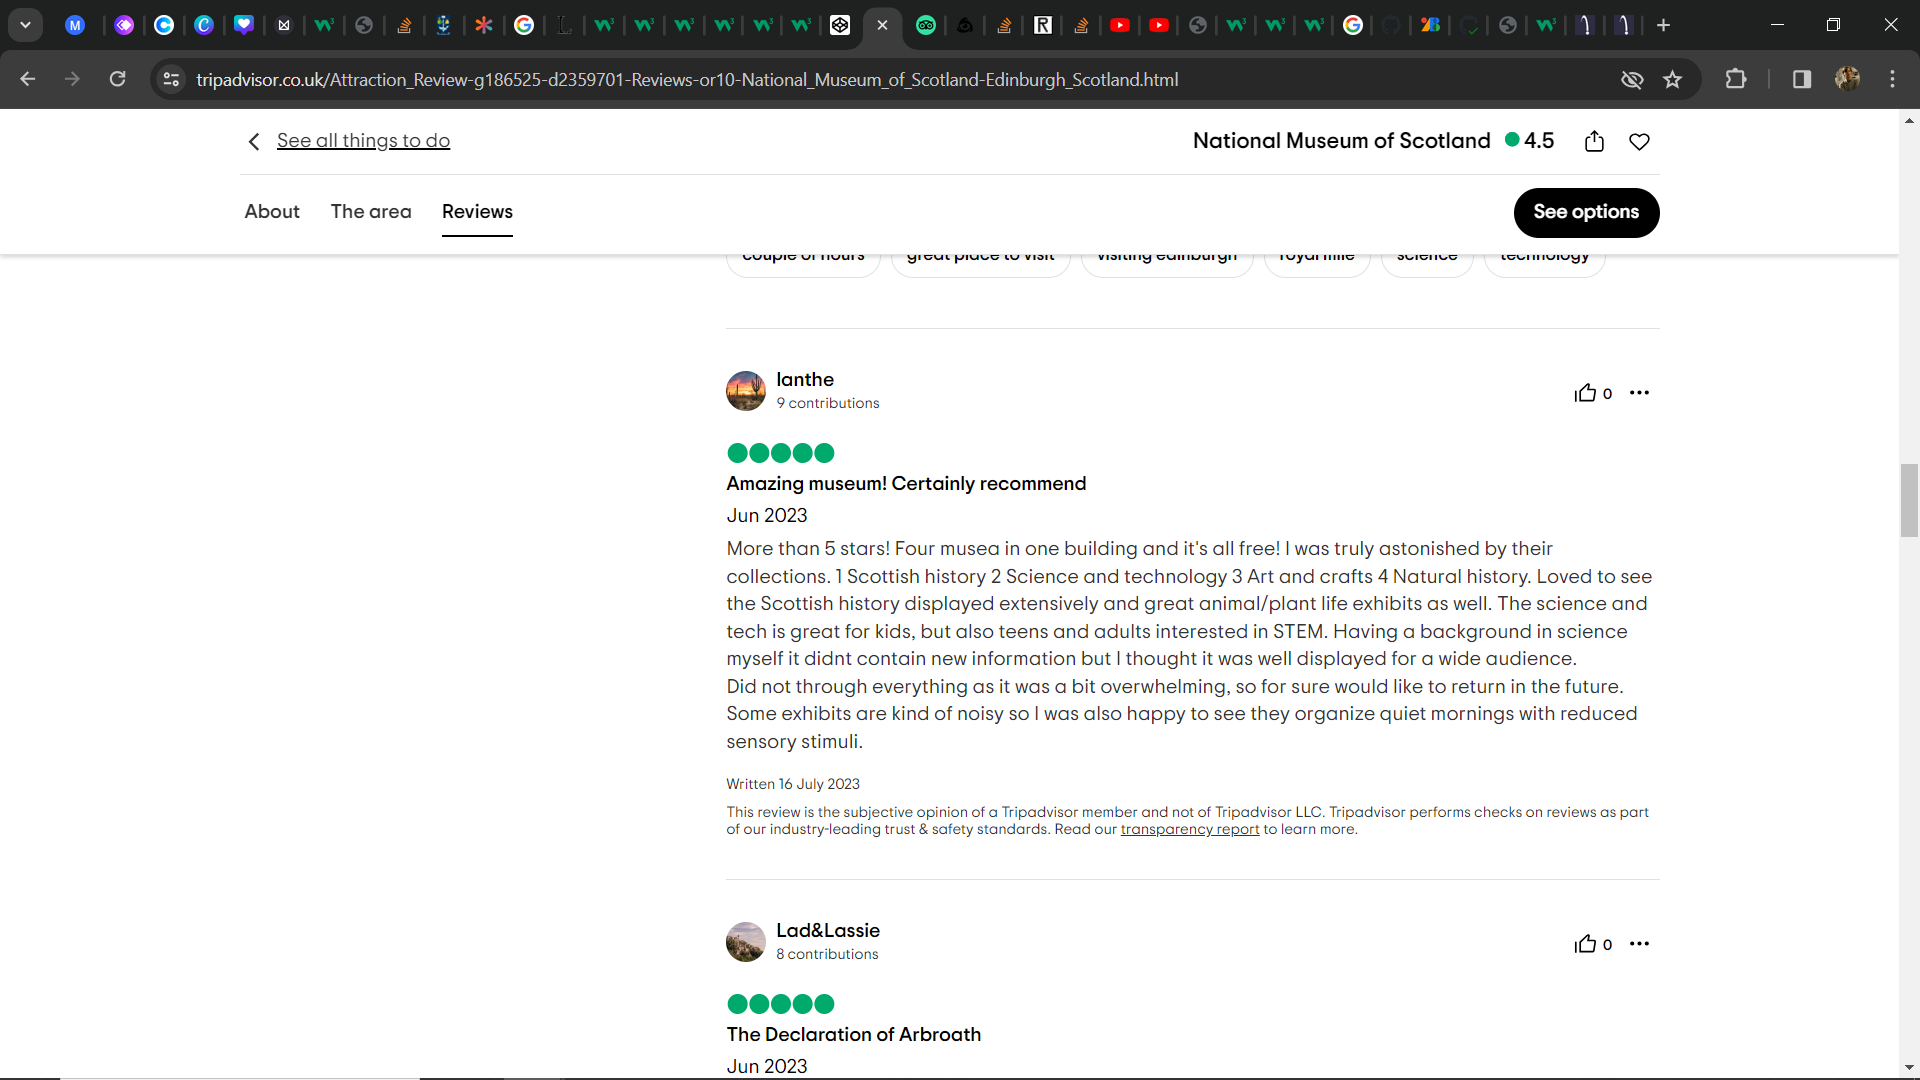 tripadvisor.co.uk/Attraction_Review-g186525-d2359701-Reviews-or10-National_Museum_of_Scotland-Edinburgh_Scotland.html
See all things to do
National Museum of Scotland 4.5
About The area Reviews
See options
couple of hours great place to visit visiting edinburgh royal mile science technology
Ianthe
9 contributions
0
Amazing museum! Certainly recommend
Jun 2023
More than 5 stars! Four musea in one building and it's all free! I was truly astonished by their
collections. 1 Scottish history 2 Science and technology 3 Art and crafts 4 Natural history. Loved to see
the Scottish history displayed extensively and great animal/plant life exhibits as well. The science and
tech is great for kids, but also teens and adults interested in STEM. Having a background in science
myself it didnt contain new information but I thought it was well displayed for a wide audience.
Did not through everything as it was a bit overwhelming, so for sure would like to return in the future.
Some exhibits are kind of noisy so I was also happy to see they organize quiet mornings with reduced
sensory stimuli.
Written 16 July 2023
This review is the subjective opinion of a Tripadvisor member and not of Tripadvisor LLC. Tripadvisor performs checks on reviews as part
of our industry-leading trust & safety standards. Read our transparency report to learn more.
Lad&Lassie
8 contributions
0
The Declaration of Arbroath
Jun 2023